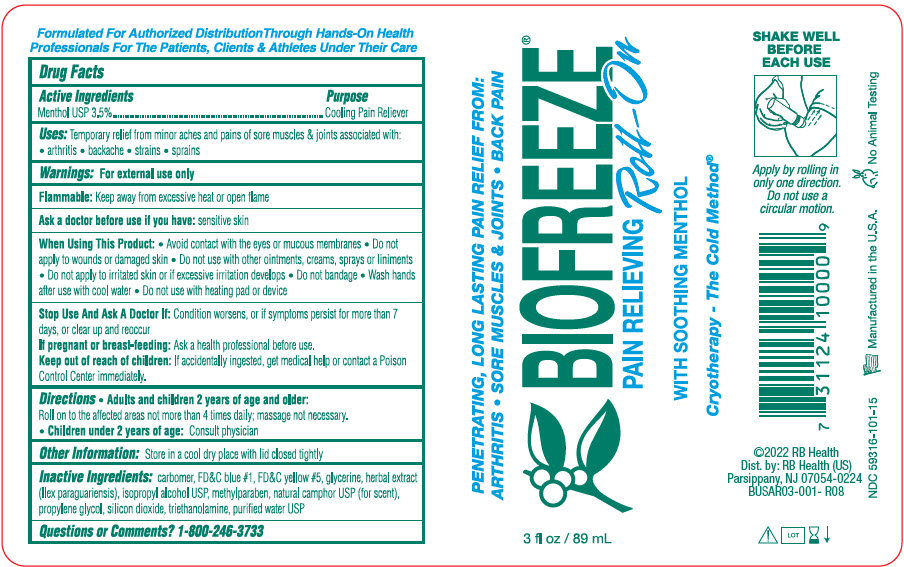 Formulated For Authorized DistributionThrough Hands-On Health
Professionals For The Patients, Clients & Athletes Under Their Care
Drug Facts
Active Ingredients Purpose
Menthol USP 3.5%........................................Cooling Pain Reliever
Uses: Temporary relief from minor aches and pains of sore muscles & joints associated with:
• arthritis • backache • strains • sprains
Warnings: For external use only
Flammable: Keep away from excessive heat or open flame
Ask a doctor before use if you have: sensitive skin
When Using This Product: • Avoid contact with the eyes or mucous membranes • Do not
apply to wounds or damaged skin • Do not use with other ointments, creams, sprays or liniments
• Do not apply to irritated skin or if excessive irritation develops • Do not bandage • Wash hands
after use with cool water • Do not use with heating pad or device
Stop Use And Ask A Doctor If: Condition worsens, or if symptoms persist for more than 7
days, or clear up and reoccur
If pregnant or breast-feeding: Ask a health professional before use.
Keep out of reach of children: If accidentally ingested, get medical help or contact a Poison
Control Center immediately.
Directions • Adults and children 2 years of age and older:
Roll on to the affected areas not more than 4 times daily; massage not necessary.
• Children under 2 years of age: Consult physician
Other Information: Store in a cool dry place with lid closed tightly
Inactive Ingredients: carbomer, FD&C blue #1, FD&C yellow #5, glycerine, herbal extract
(Ilex paraguariensis), isopropyl alcohol USP, methylparaben, natural camphor USP (for scent),
propylene glycol, silicon dioxide, triethanolamine, purified water USP
Questions or Comments? 1-800-246-3733
PENETRATING, LONG LASTING PAIN RELIEF FROM:
ARTHRITIS • SORE MUSCLES & JOINTS • BACK PAIN
BIOFREEZE®
PAIN RELIEVING Roll-On
WITH SOOTHING MENTHOL
Cryotherapy - The Cold Method®
3 fl oz / 89 mL
SHAKE WELL
BEFORE
EACH USE
Apply by rolling in
only one direction.
Do not use a
circular motion.
7 31124 10000 9
©2022 RB Health
Dist. by: RB Health (US)
Parsippany, NJ 07054-0224
BUSAR03-001- R08
LOT
NDC 59316-101-15
Manufactured in the U.S.A.
No Animal Testing